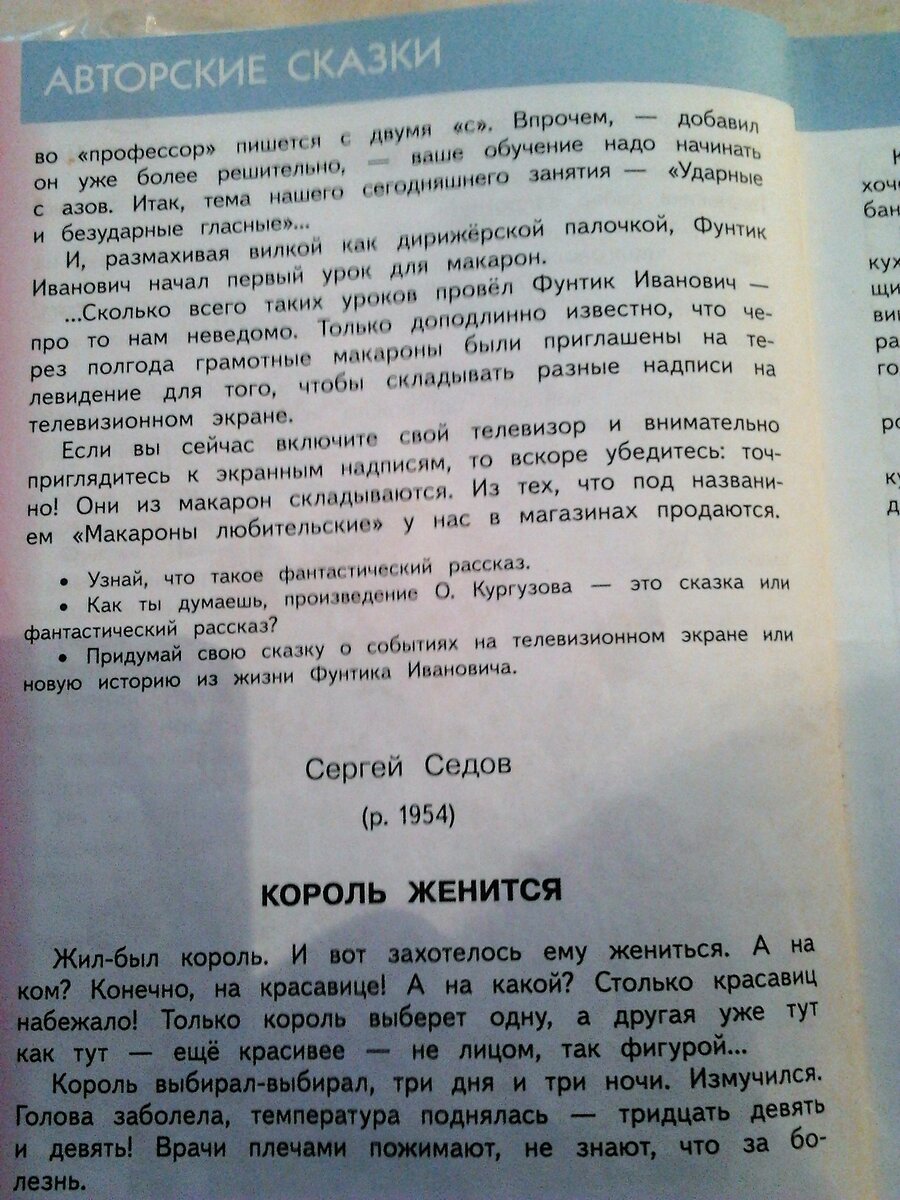 АВТОРСКИЕ СКАЗКИ
во «профессор» пишется с двумя «с». Впрочем, — добавил
он уже более решительно, — ваше обучение надо начинать
с азов. Итак, тема нашего сегодняшнего занятия — «Ударные
и безударные гласные»...
И, размахивая вилкой как дирижёрской палочкой, Фунтик
Иванович начал первый урок для макарон.
...Сколько всего таких уроков провёл Фунтик Иванович —
про то нам неведомо. Только доподлинно известно, что че-
рез полгода грамотные макароны были приглашены на те-
левидение для того, чтобы складывать разные надписи на
телевизионном экране.
Если вы сейчас включите свой телевизор и внимательно
приглядитесь к экранным надписям, то вскоре убедитесь: точ-
но! Они из макарон складываются. Из тех, что под названи-
ем «Макароны любительские» у нас в магазинах продаются.
• Узнай, что такое фантастический рассказ.
• Как ты думаешь, произведение О. Кургузова — это сказка или
фантастический рассказ?
• Придумай свою сказку о событиях на телевизионном экране или
новую историю из жизни Фунтика Ивановича.
Сергей Седов
(р. 1954)
КОРОЛЬ ЖЕНИТСЯ
Жил-был король. И вот захотелось ему жениться. А на
ком? Конечно, на красавице! А на какой? Столько красавиц
набежало! Только король выберет одну, а другая уже тут
как тут — ещё красивее — не лицом, так фигурой...
Король выбирал-выбирал, три дня и три ночи. Измучился.
Голова заболела, температура поднялась — тридцать девять
и девять! Врачи плечами пожимают, не знают, что за бо-
лезнь.